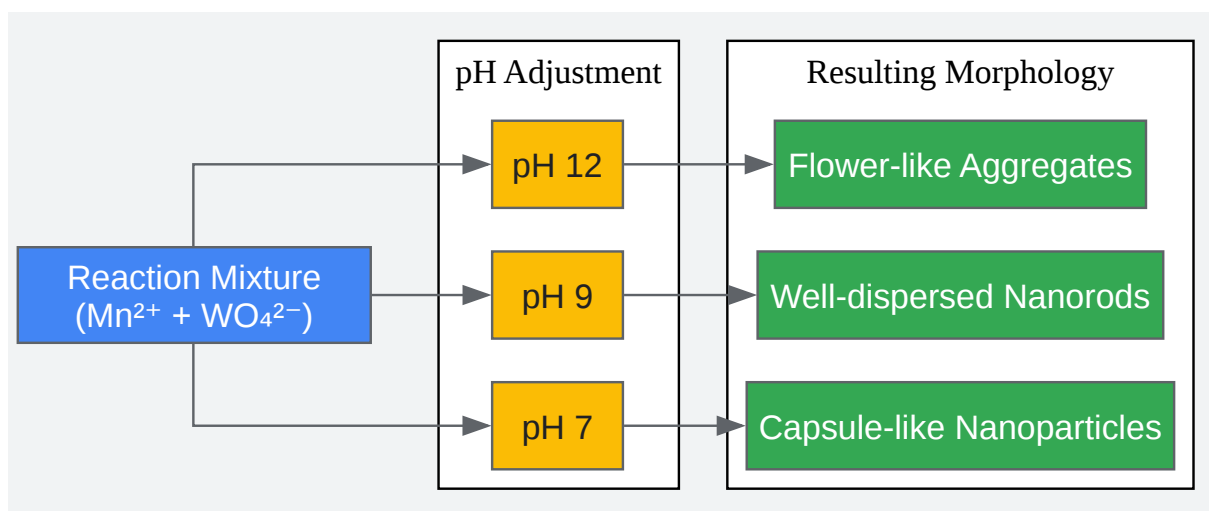 pH Adjustment
Resulting Morphology
pH 12
Flower-like Aggregates
Reaction Mixture
(Mn²⁺ + WO₄²⁻)
pH 9
Well-dispersed Nanorods
pH 7
Capsule-like Nanoparticles